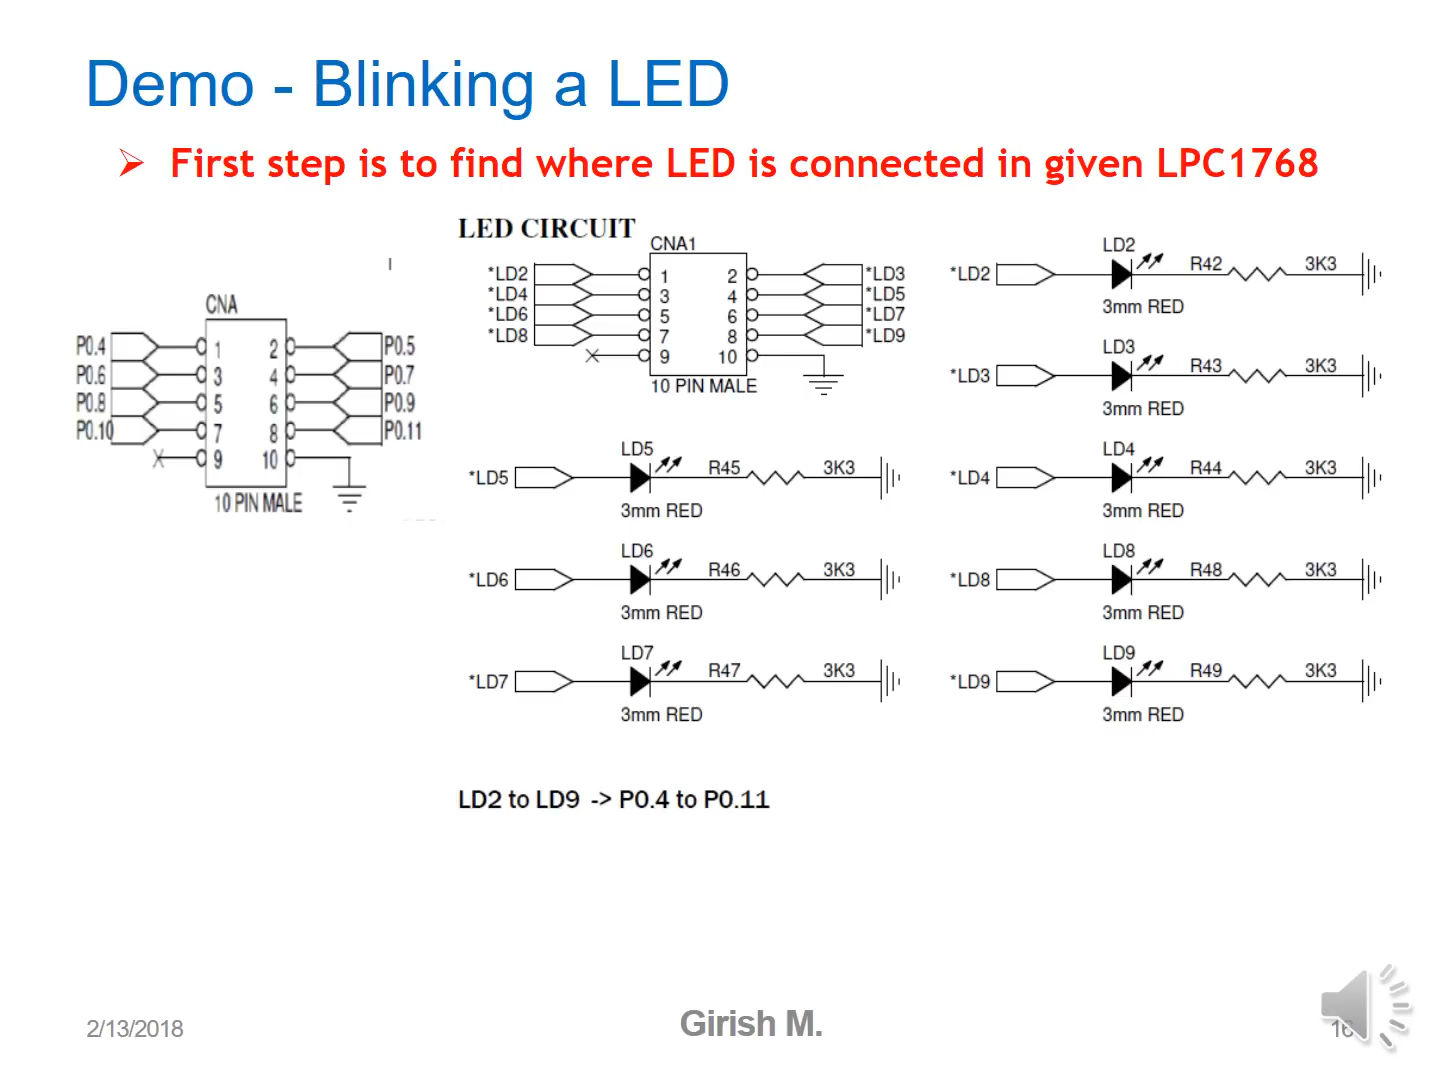 Demo - Blinking a LED
First step is to find where LED is connected in given LPC1768
LED CIRCUIT
CNA
P0.4 1 2 P0.5
P0.6 3 4 P0.7
P0.8 5 6 P0.9
P0.10 7 8 P0.11
9 10
10 PIN MALE
CNA1
*LD2 1 2 *LD3
*LD4 3 4 *LD5
*LD6 5 6 *LD7
*LD8 7 8 *LD9
9 10
10 PIN MALE
LD2
*LD2 R42 3K3
3mm RED
LD3
*LD3 R43 3K3
3mm RED
LD5
*LD5 R45 3K3
3mm RED
LD4
*LD4 R44 3K3
3mm RED
LD6
*LD6 R46 3K3
3mm RED
LD8
*LD8 R48 3K3
3mm RED
LD7
*LD7 R47 3K3
3mm RED
LD9
*LD9 R49 3K3
3mm RED
LD2 to LD9 -> P0.4 to P0.11
2/13/2018
Girish M.
16